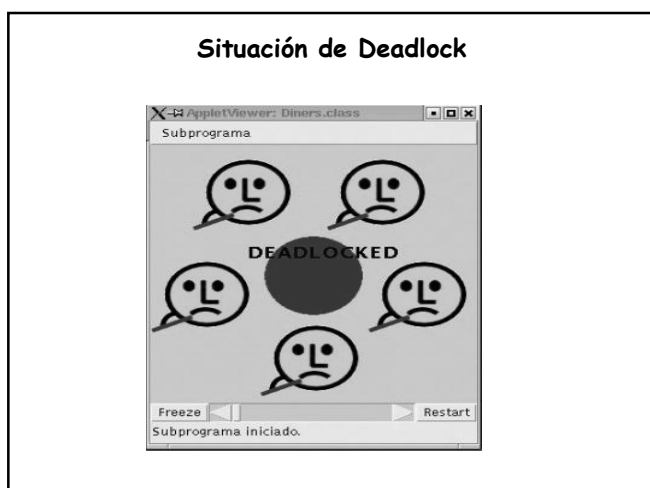 Situación de Deadlock
AppletViewer: Diners.class
Subprograma
DEADLOCKED
Freeze
Restart
Subprograma iniciado.